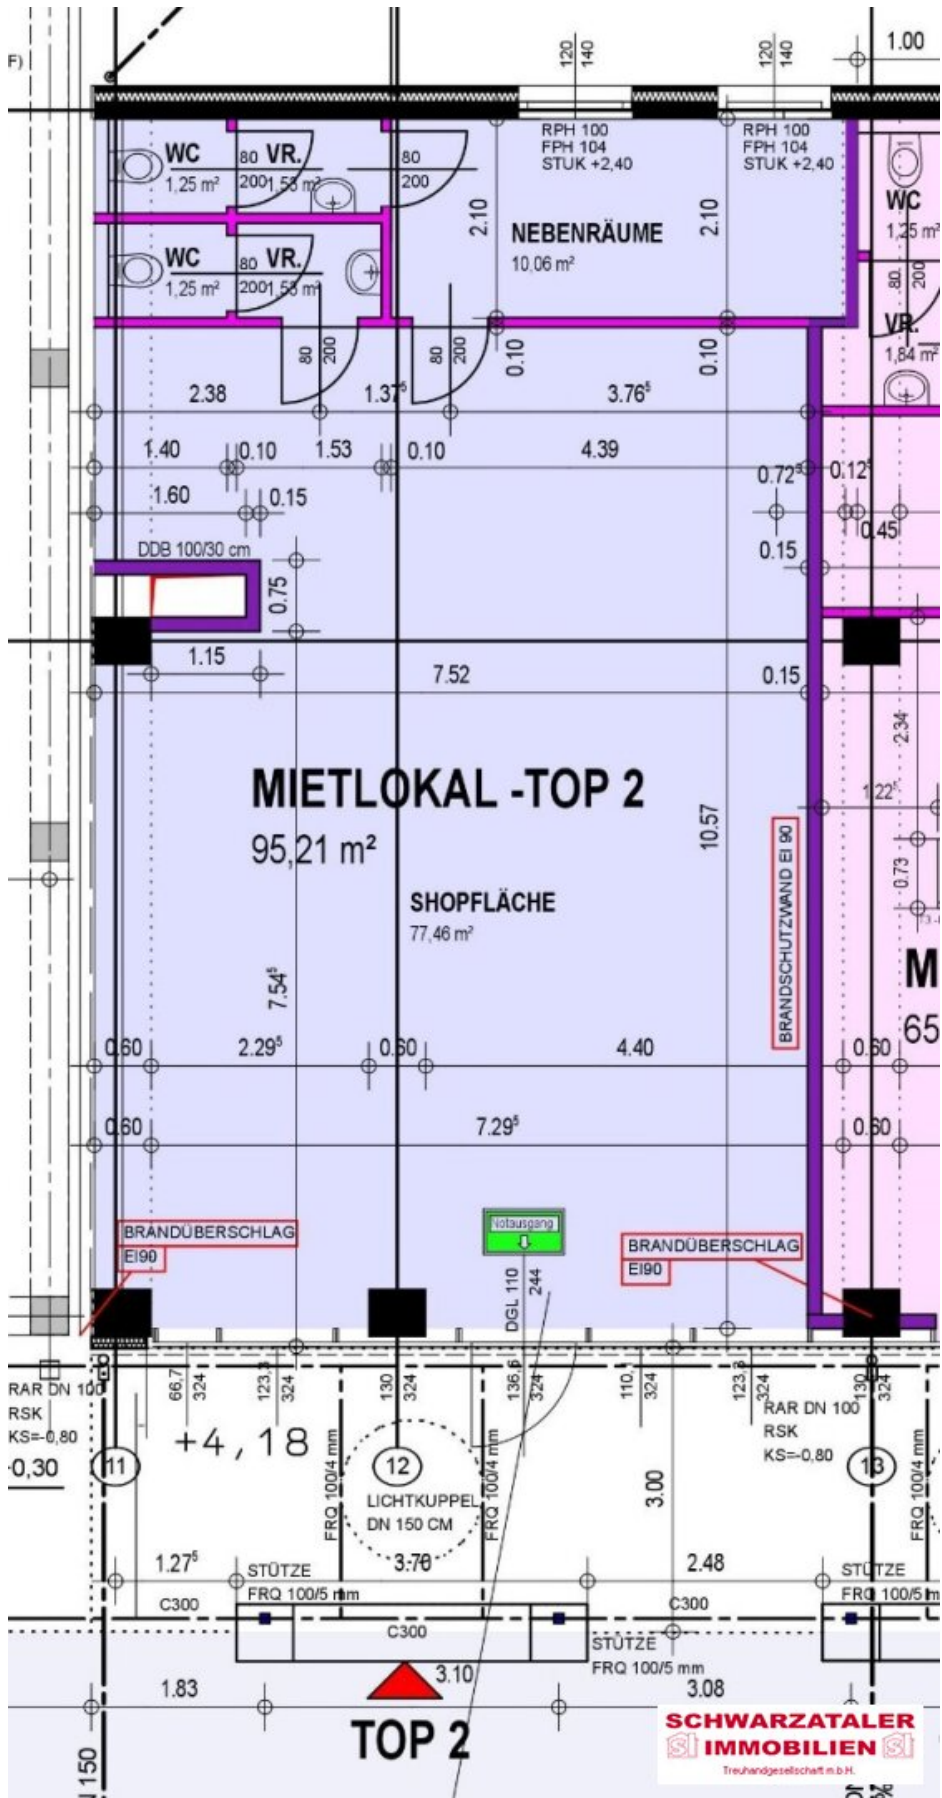 F)
120
140
120
140
1.00
RPH 100
FPH 104
STUK +2,40
RPH 100
FPH 104
STUK +2,40
WC
1,25 m²
80
200
VR.
1,53 m²
80
200
2.10
NEBENRÄUME
10,06 m²
2.10
WC
1,25 m²
WC
1,25 m²
80
200
VR.
1,53 m²
80
200
VR.
1,84 m²
80
200
80
200
0.10
0.10
2.38
1.37⁵
3.76⁵
1.40
0.10
1.53
0.10
4.39
0.72⁵
0.12⁵
1.60
0.15
0.45
DDB 100/30 cm
0.75
0.15
1.15
7.52
0.15
2.34
MIETLOKAL -TOP 2
95,21 m²
10.57
1.22⁵
BRANDSCHUTZWAND EI 90
0.73
SHOPFLÄCHE
77,46 m²
M
65
7.54⁵
0.60
2.29⁵
0.60
4.40
0.60
0.60
7.29⁵
0.60
BRANDÜBERSCHLAG
EI90
Notausgang
BRANDÜBERSCHLAG
EI90
DGL 110
244
RAR DN 100
RSK
KS=-0,80
-0,30
66,7
324
324
130
324
324
110,
324
324
130
324
RAR DN 100
RSK
KS=-0,80
+4,18
11
12
13
FRQ 100/4 mm
LICHTKUPPEL
DN 150 CM
FRQ 100/4 mm
3.00
FRQ 100/4 mm
1.27⁵
STÜTZE
FRQ 100/5 mm
3.70
2.48
STÜTZE
FRQ 100/5 m
C300
C300
C300
STÜTZE
FRQ 100/5 mm
1.83
3.10
3.08
TOP 2
150
SCHWARZATALER
IMMOBILIEN
Treuhandgesellschaft m.b.H.